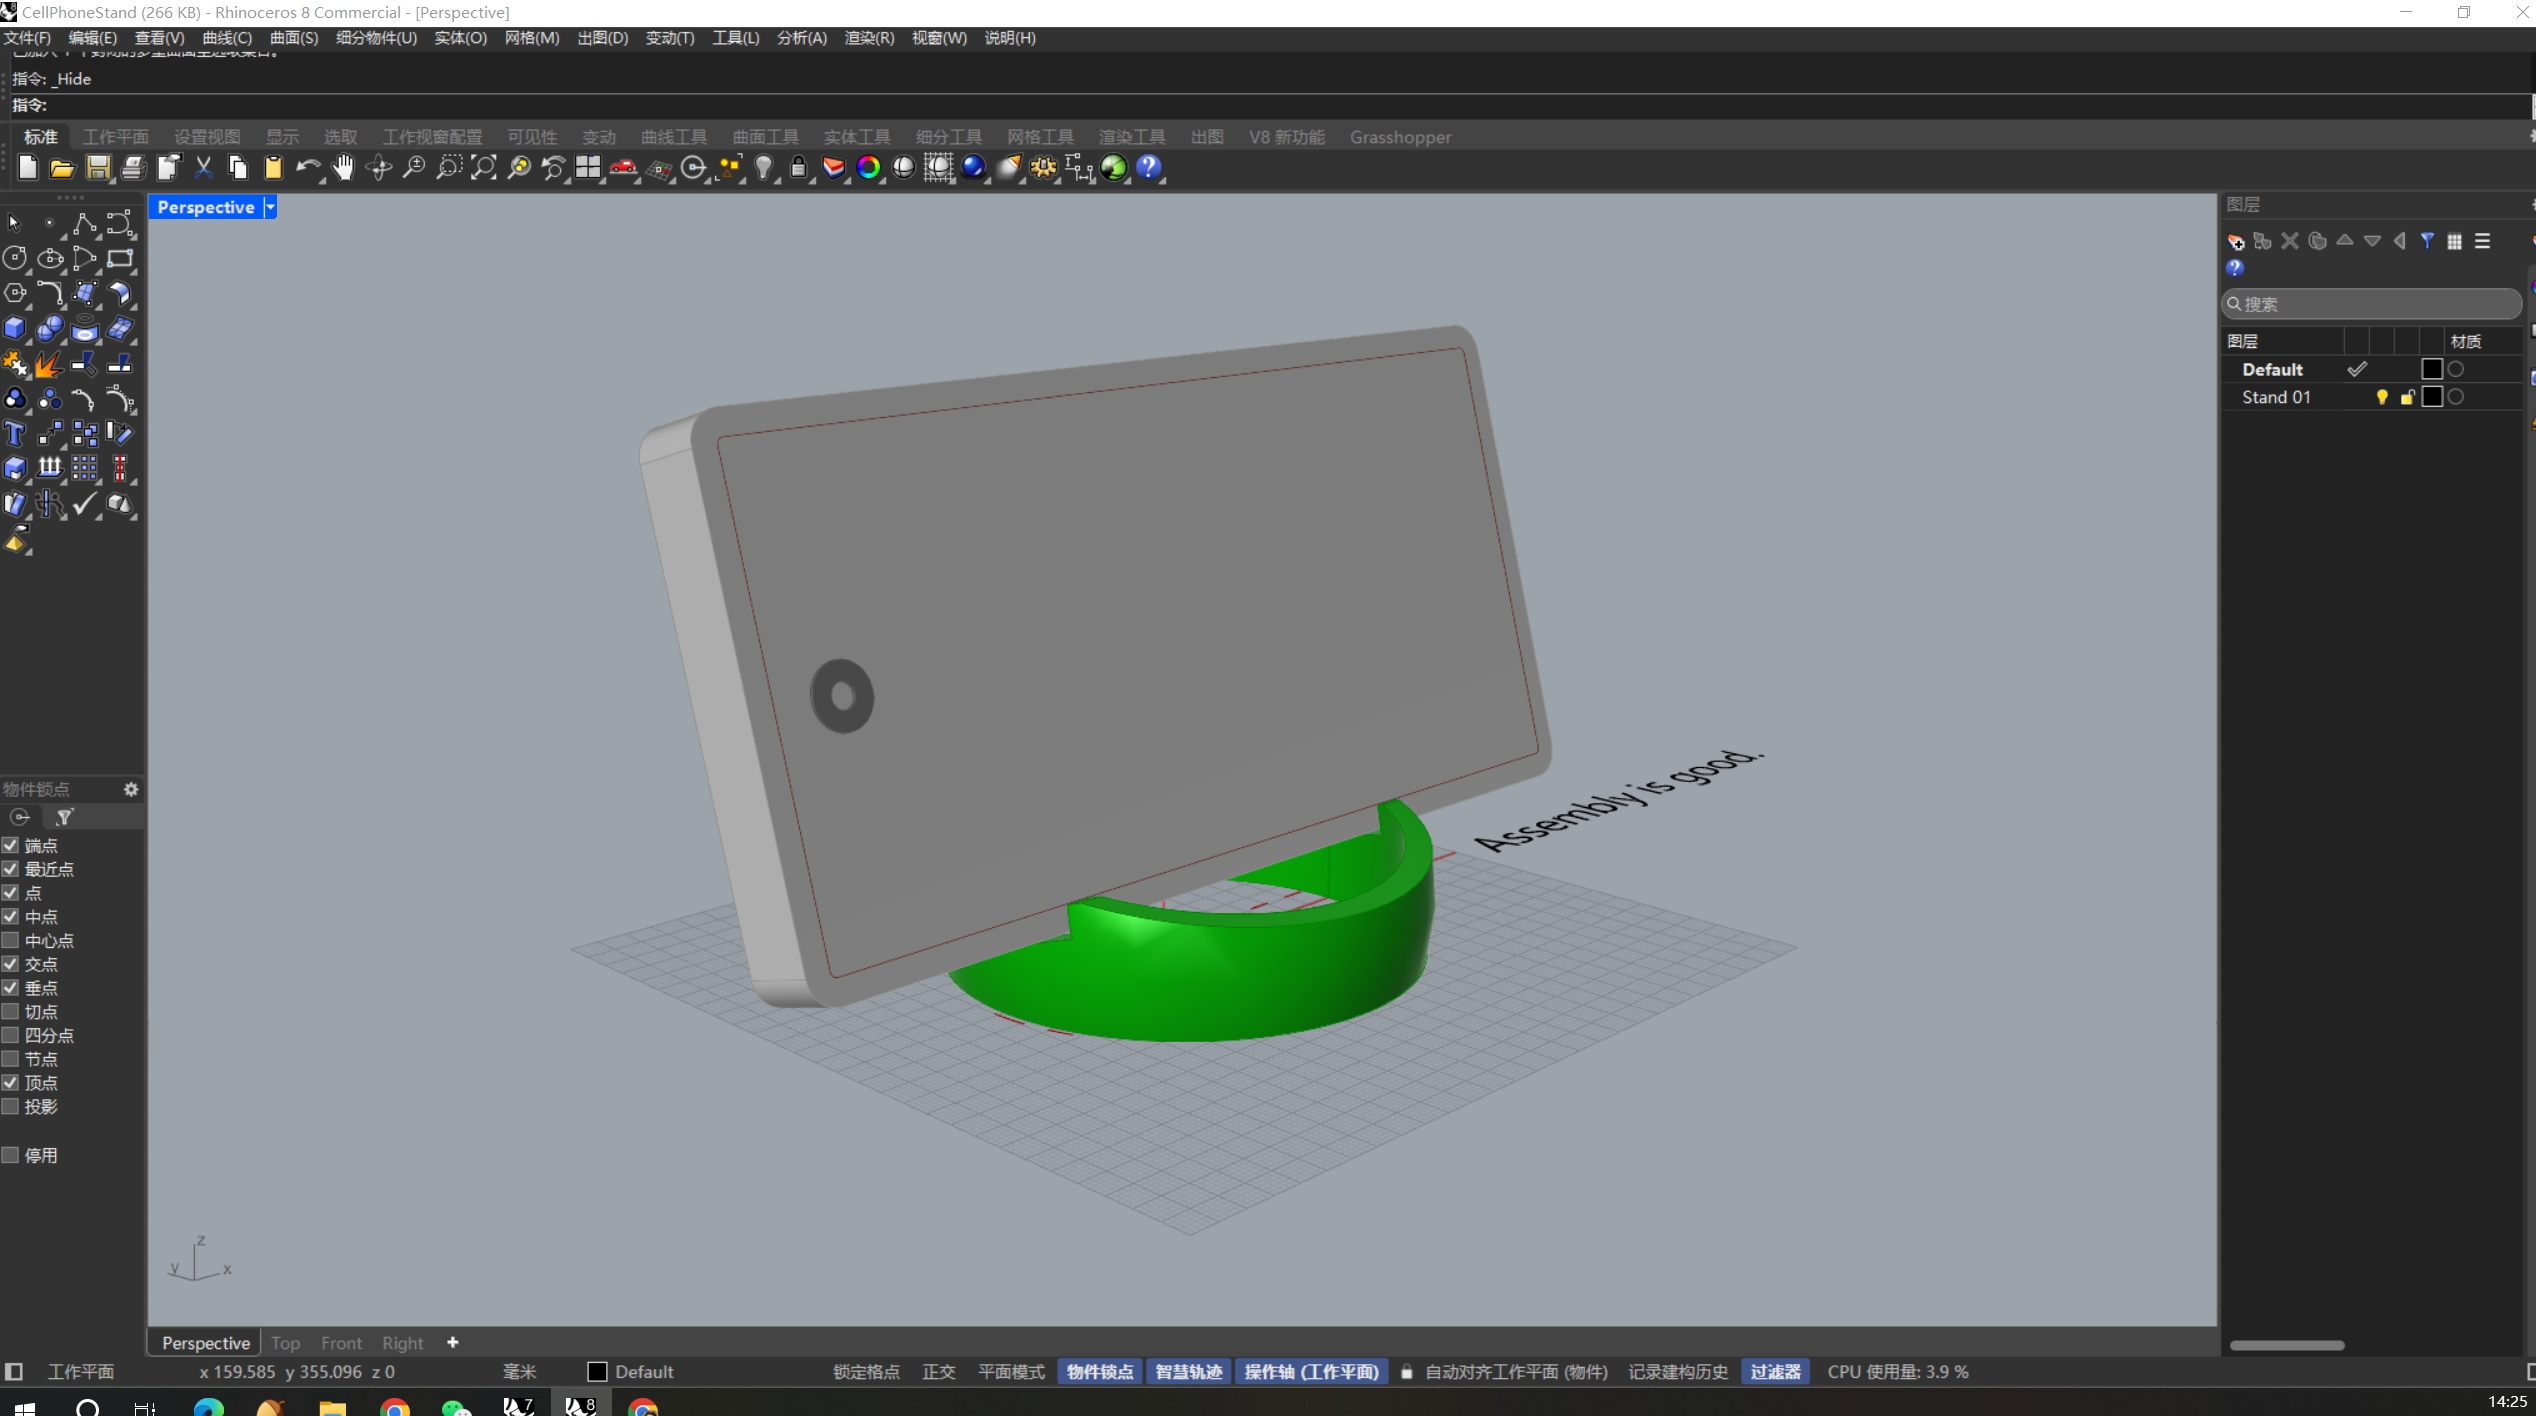 CellPhoneStand (266 KB) - Rhinoceros 8 Commercial - [Perspective]
文件(F) 编辑(E) 查看(V) 曲线(C) 曲面(S) 细分物件(U) 实体(O) 网格(M) 出图(D) 变动(T) 工具(L) 分析(A) 渲染(R) 视窗(W) 说明(H)
指令: _Hide
指令:
标准 工作平面 设置视图 显示 选取 工作视窗配置 可见性 变动 曲线工具 曲面工具 实体工具 细分工具 网格工具 渲染工具 出图 V8 新功能 Grasshopper
Perspective
图层
搜索
图层 材质
Default
Stand 01
Assembly is good.
物件锁点
端点
最近点
点
中点
中心点
交点
垂点
切点
四分点
节点
顶点
投影
停用
z
y x
Perspective Top Front Right
工作平面 x 159.585 y 355.096 z 0 毫米 Default 锁定格点 正交 平面模式 物件锁点 智慧轨迹 操作轴 (工作平面) 自动对齐工作平面 (物件) 记录建构历史 过滤器 CPU 使用量: 3.9 %
7 8 14:25